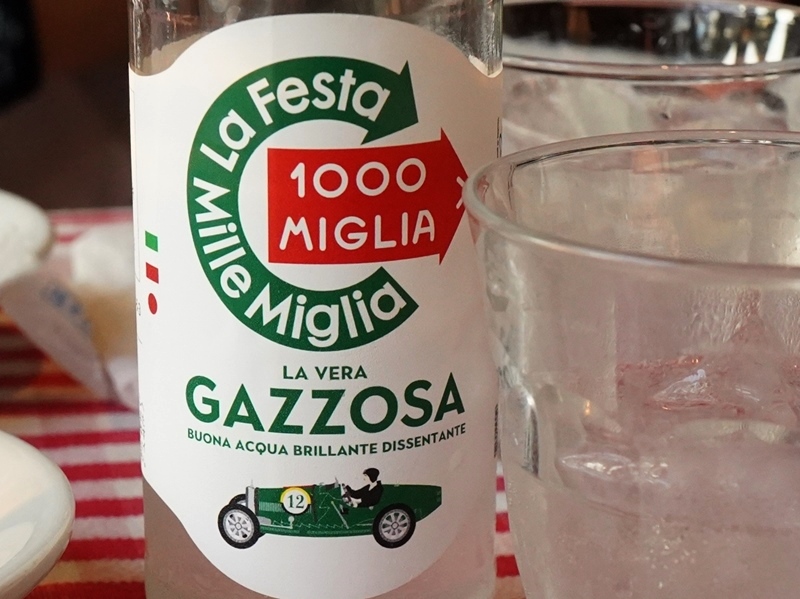 La Festa
Mille Miglia
1000
MIGLIA
LA VERA
GAZZOSA
BUONA ACQUA BRILLANTE DISSENTANTE
12